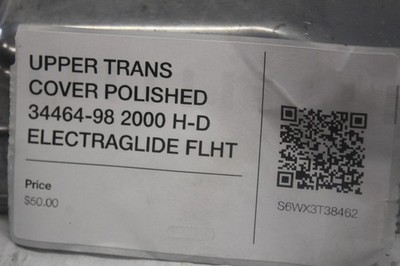 UPPER TRANS
COVER POLISHED
34464-98 2000 H-D
ELECTRAGLIDE FLHT
Price
$50.00
S6WX3T38462